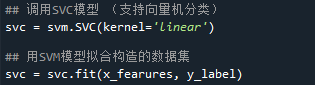 ## 调用SVC模型 （支持向量机分类）
svc = svm.SVC(kernel='linear')
## 用SVM模型拟合构造的数据集
svc = svc.fit(x_fearures, y_label)